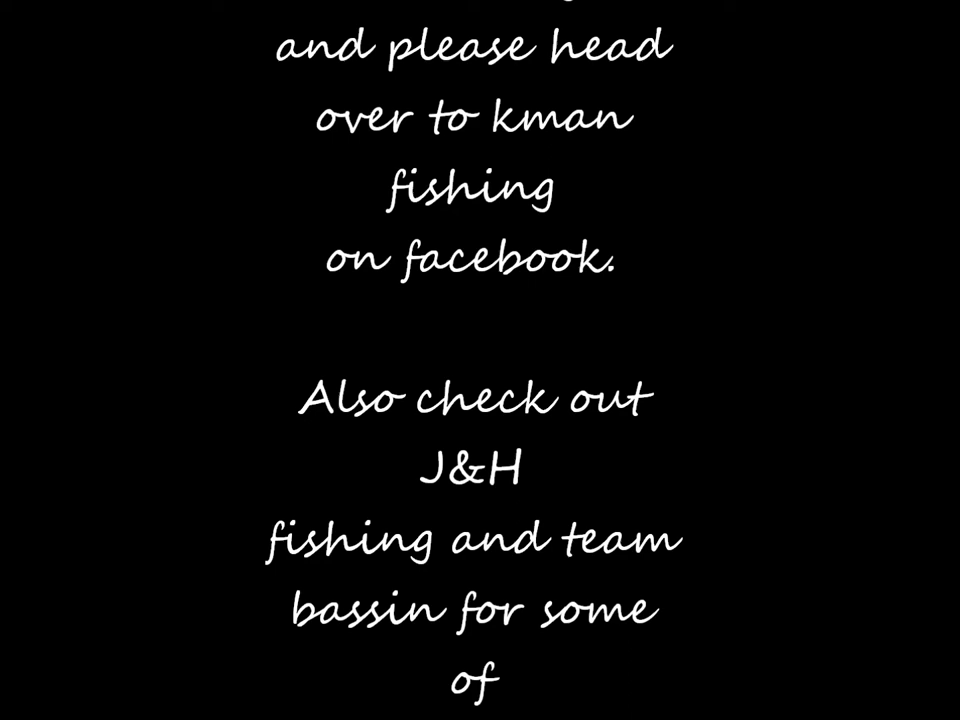 and please head
over to kman
fishing
on facebook.
Also check out
J&H
fishing and team
bassin for some
of